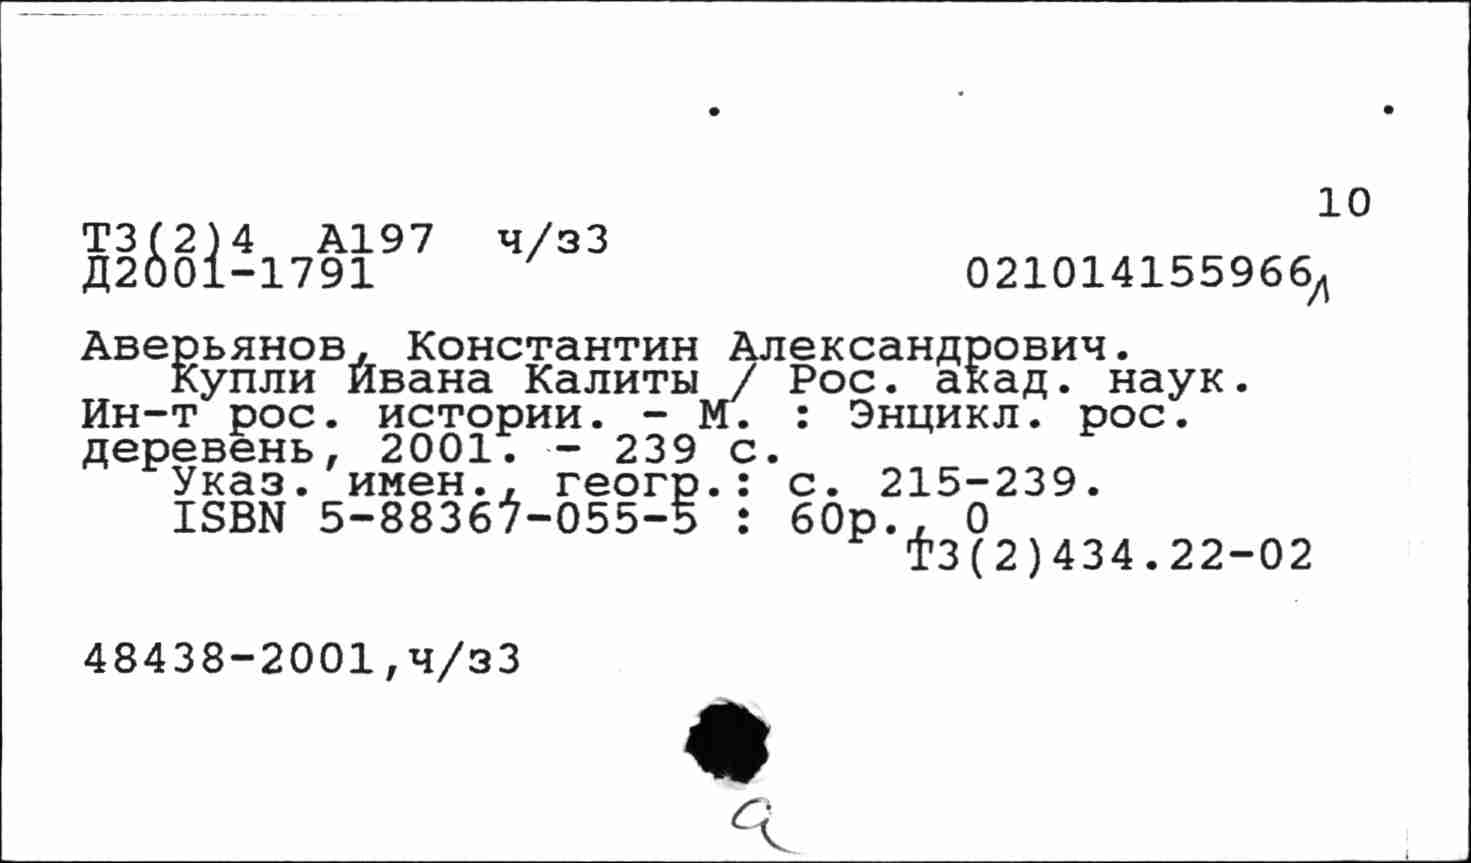 10
Т3(2)4 А197 ч/з3
Д2001-1791 021014155966л
Аверьянов, Константин Александрович.
Купли Ивана Калиты / Рос. акад. наук.
Ин-т рос. истории. - М. : Энцикл. рос.
деревень, 2001. - 239 с.
Указ. имен., геогр.: с. 215-239.
ISBN 5-88367-055-5 : 60р., 0
Т3(2)434.22-02
48438-2001,ч/з3
а